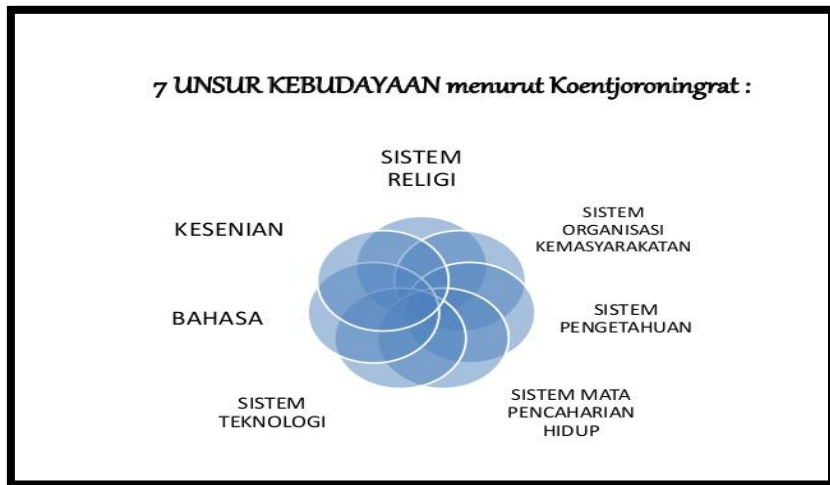 7 UNSUR KEBUDAYAAN menurut Koentjoroningrat :
SISTEM
RELIGI
SISTEM
ORGANISASI
KEMASYARAKATAN
SISTEM
PENGETAHUAN
SISTEM MATA
PENCAHARIAN
HIDUP
SISTEM
TEKNOLOGI
BAHASA
KESENIAN